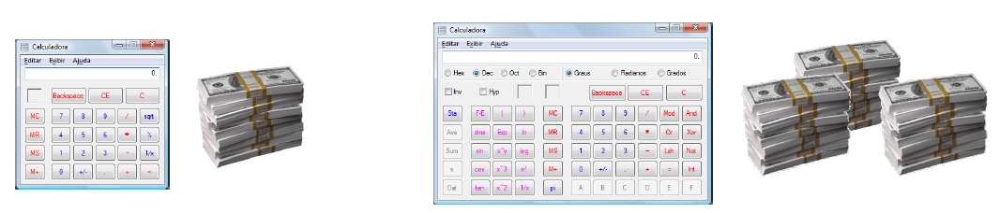 Calculadora
Editar Exibir Ajuda
0.
Backspace CE C
MC 7 8 9 / sqrt
MR 4 5 6 * %
MS 1 2 3 - 1/x
M+ 0 +/- . + =
Calculadora
Editar Exibir Ajuda
0.
Hex Dec Oct Bin Graus Radianos Grados
Inv Hyp Backspace CE C
Sta F-E ( ) MC 7 8 9 / Mod And
Ave dms Exp ln MR 4 5 6 * Or Xor
Sum sin x^y log MS 1 2 3 - Lsh Not
s cos x^3 n! M+ 0 +/- . + = Int
Dat tan x^2 1/x pi A B C D E F